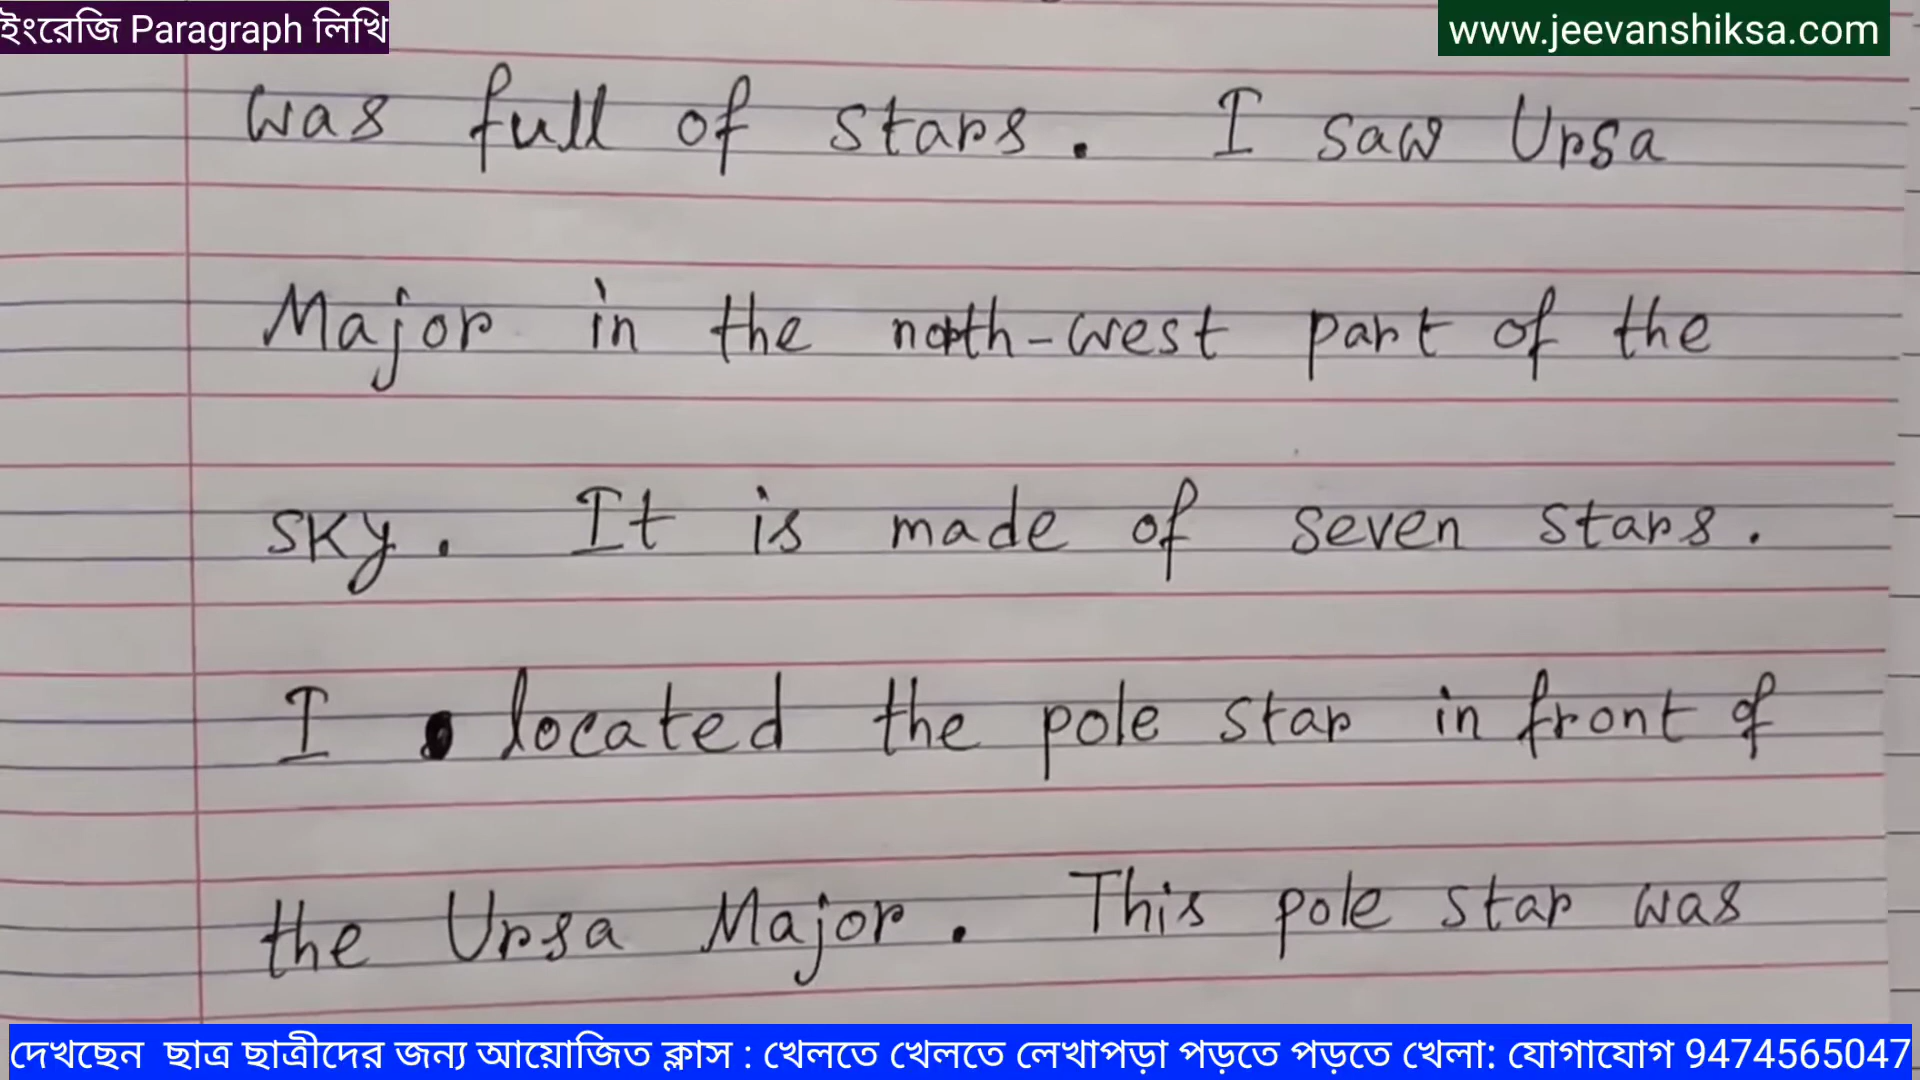 ইংরেজি Paragraph লিখি
www.jeevanshiksa.com
was full of stars. I saw Ursa
Major in the north-west part of the
sky. It is made of seven stars.
I located the pole star in front of
the Ursa Major. This pole star was
দেখছেন ছাত্র ছাত্রীদের জন্য আয়োজিত ক্লাস : খেলতে খেলতে লেখাপড়া পড়তে পড়তে খেলা: যোগাযোগ 9474565047